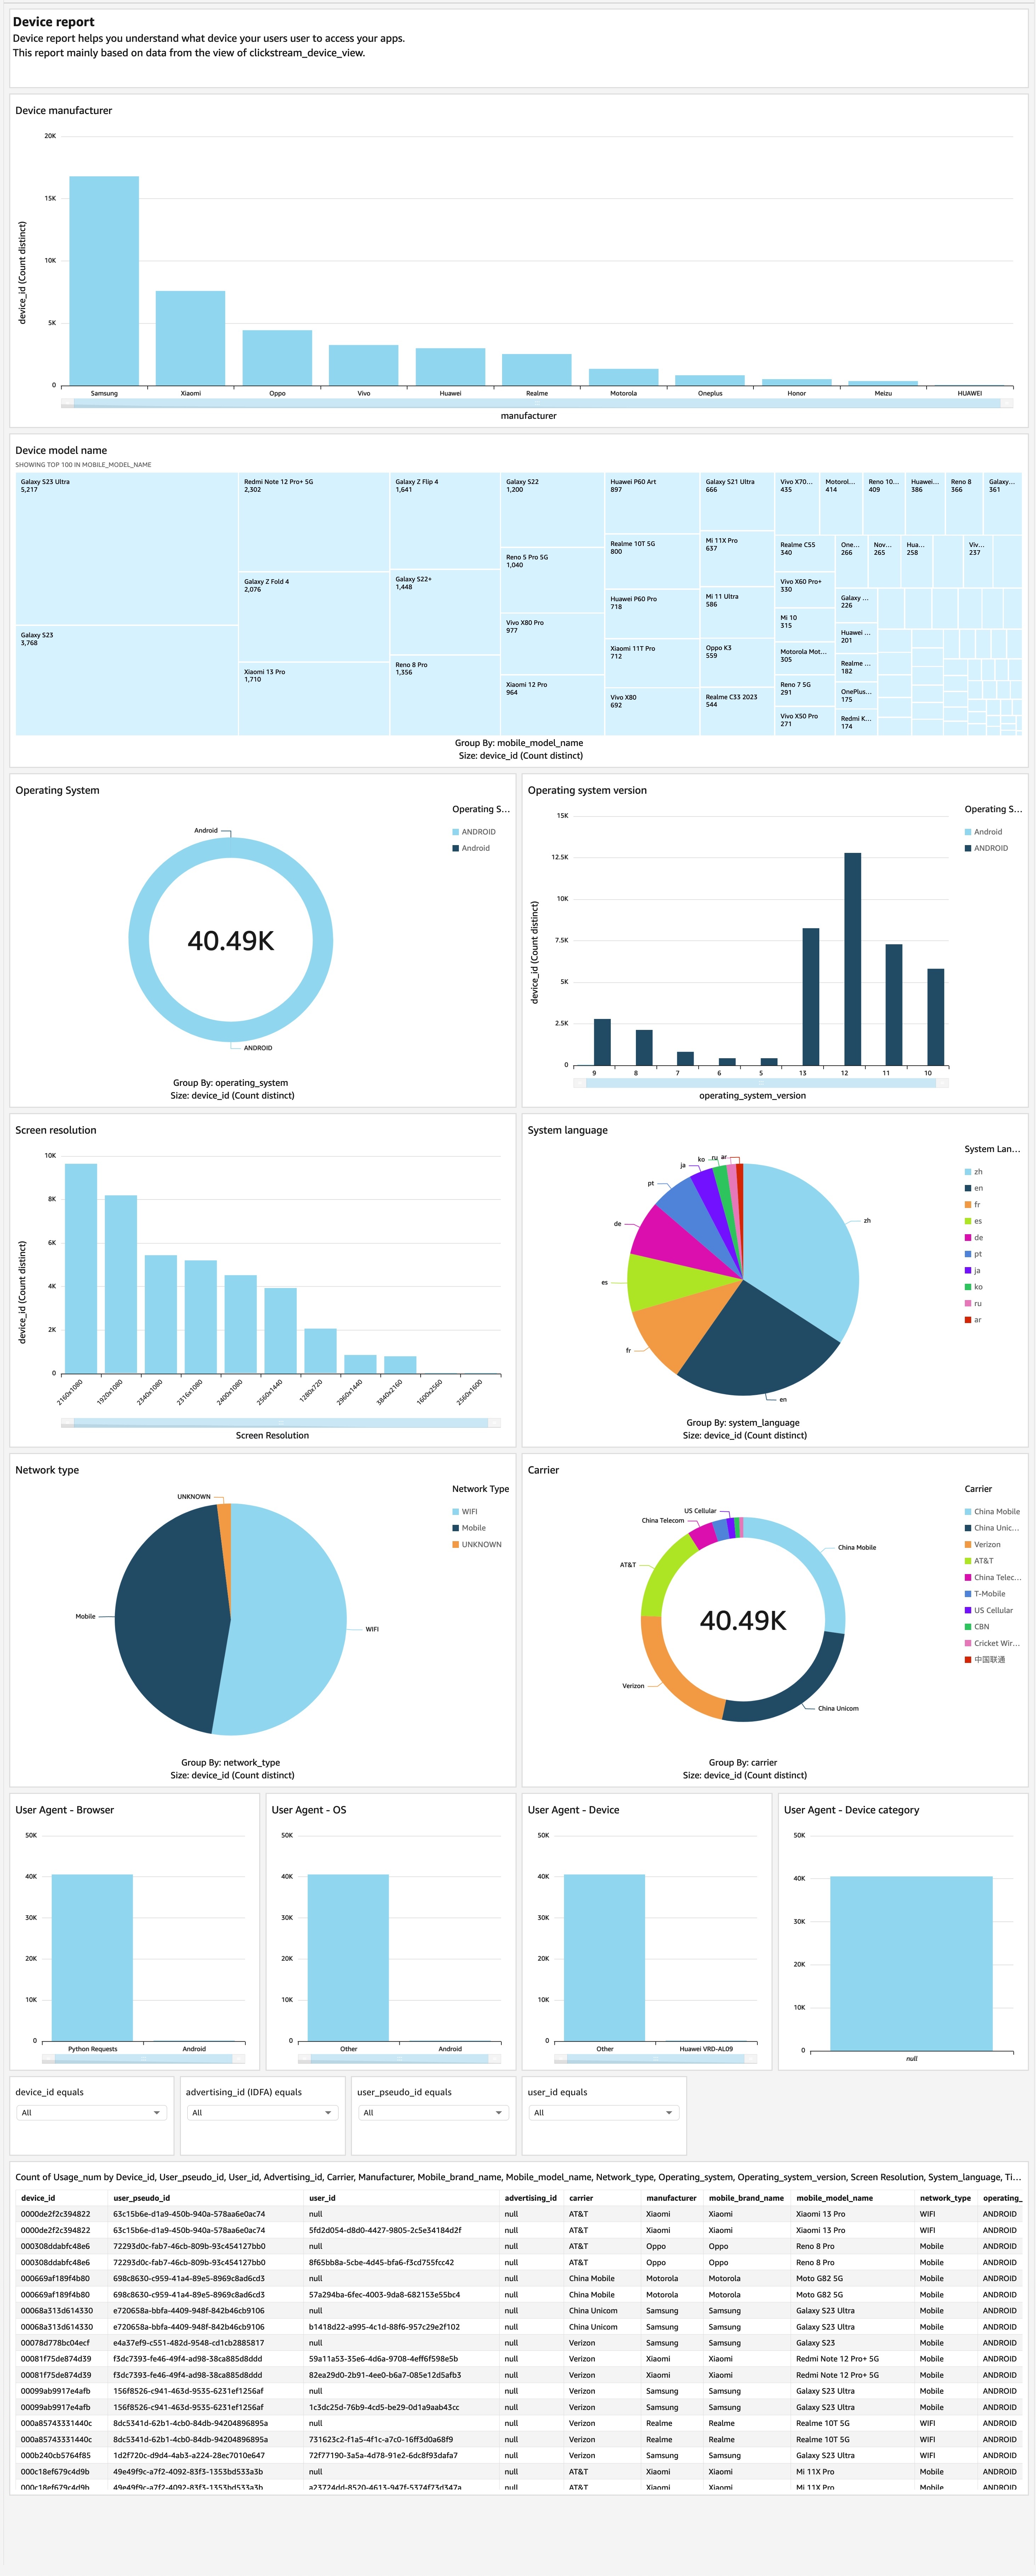 Device report
Device report helps you understand what device your users user to access your apps.
This report mainly based on data from the view of clickstream_device_view.
Device manufacturer
20K
15K
10K
5K
0
device_id (Count distinct)
Samsung Xiaomi Oppo Vivo Huawei Realme Motorola Oneplus Honor Meizu HUAWEI
manufacturer
Device model name
SHOWING TOP 100 IN MOBILE_MODEL_NAME
Galaxy S23 Ultra
5,217
Galaxy S23
3,768
Redmi Note 12 Pro+ 5G
2,302
Galaxy Z Fold 4
2,076
Xiaomi 13 Pro
1,710
Galaxy Z Flip 4
1,641
Galaxy S22+
1,448
Reno 8 Pro
1,356
Galaxy S22
1,200
Reno 5 Pro 5G
1,040
Vivo X80 Pro
977
Xiaomi 12 Pro
964
Huawei P60 Art
897
Realme 10T 5G
800
Huawei P60 Pro
718
Xiaomi 11T Pro
712
Vivo X80
692
Galaxy S21 Ultra
666
Mi 11X Pro
637
Mi 11 Ultra
586
Oppo K3
559
Realme C33 2023
544
Vivo X70...
435
Motorol...
414
Reno 10...
409
Huawei...
386
Reno 8
366
Galaxy...
361
Realme C55
340
Vivo X60 Pro+
330
Mi 10
315
Motorola Mot...
305
Reno 7 5G
291
Vivo X50 Pro
271
One...
266
Nov...
265
Hua...
258
Viv...
237
Galaxy ...
226
Huawei ...
201
Realme ...
182
OnePlus...
175
Redmi K...
174
Group By: mobile_model_name
Size: device_id (Count distinct)
Operating System
Operating S...
ANDROID
Android
Android
40.49K
ANDROID
Group By: operating_system
Size: device_id (Count distinct)
Operating system version
Operating S...
Android
ANDROID
15K
12.5K
10K
7.5K
5K
2.5K
0
device_id (Count distinct)
9 8 7 6 5 13 12 11 10
operating_system_version
Screen resolution
10K
8K
6K
4K
2K
0
device_id (Count distinct)
2160x1080 1920x1080 2340x1080 2316x1080 2400x1080 2560x1440 1280x720 2960x1440 3840x2160 1600x2560 2560x1600
Screen Resolution
System language
System Lan...
zh
en
fr
es
de
pt
ja
ko
ru
ar
ko ru ar
ja
pt
de
es
fr
en
zh
Group By: system_language
Size: device_id (Count distinct)
Network type
Network Type
WIFI
Mobile
UNKNOWN
UNKNOWN
Mobile
WIFI
Group By: network_type
Size: device_id (Count distinct)
Carrier
Carrier
China Mobile
China Unic...
Verizon
AT&T
China Telec...
T-Mobile
US Cellular
CBN
Cricket Wir...
中国联通
US Cellular
China Telecom
China Mobile
AT&T
40.49K
Verizon
China Unicom
Group By: carrier
Size: device_id (Count distinct)
User Agent - Browser
50K
40K
30K
20K
10K
0
Python Requests Android
User Agent - OS
50K
40K
30K
20K
10K
0
Other Android
User Agent - Device
50K
40K
30K
20K
10K
0
Other Huawei VRD-AL09
User Agent - Device category
50K
40K
30K
20K
10K
0
null
device_id equals
All
advertising_id (IDFA) equals
All
user_pseudo_id equals
All
user_id equals
All
Count of Usage_num by Device_id, User_pseudo_id, User_id, Advertising_id, Carrier, Manufacturer, Mobile_brand_name, Mobile_model_name, Network_type, Operating_system, Operating_system_version, Screen Resolution, System_language, Ti...
device_id user_pseudo_id user_id advertising_id carrier manufacturer mobile_brand_name mobile_model_name network_type operating_
0000de2f2c394822 63c15b6e-d1a9-450b-940a-578aa6e0ac74 null null AT&T Xiaomi Xiaomi Xiaomi 13 Pro WIFI ANDROID
0000de2f2c394822 63c15b6e-d1a9-450b-940a-578aa6e0ac74 5fd2d054-d8d0-4427-9805-2c5e34184d2f null AT&T Xiaomi Xiaomi Xiaomi 13 Pro WIFI ANDROID
000308ddabfc48e6 72293d0c-fab7-46cb-809b-93c454127bb0 null null AT&T Oppo Oppo Reno 8 Pro Mobile ANDROID
000308ddabfc48e6 72293d0c-fab7-46cb-809b-93c454127bb0 8f65bb8a-5cbe-4d45-bfa6-f3cd755fcc42 null AT&T Oppo Oppo Reno 8 Pro Mobile ANDROID
000669af189f4b80 698c8630-c959-41a4-89e5-8969c8ad6cd3 null null China Mobile Motorola Motorola Moto G82 5G Mobile ANDROID
000669af189f4b80 698c8630-c959-41a4-89e5-8969c8ad6cd3 57a294ba-6fec-4003-9da8-682153e55bc4 null China Mobile Motorola Motorola Moto G82 5G Mobile ANDROID
00068a313d614330 e720658a-bbfa-4409-948f-842b46cb9106 null null China Unicom Samsung Samsung Galaxy S23 Ultra Mobile ANDROID
00068a313d614330 e720658a-bbfa-4409-948f-842b46cb9106 b1418d22-a995-4c1d-88f6-957c29e2f102 null China Unicom Samsung Samsung Galaxy S23 Ultra Mobile ANDROID
00078d778bc04ecf e4a37ef9-c551-482d-9548-cd1cb2885817 null null Verizon Samsung Samsung Galaxy S23 Mobile ANDROID
00081f75de874d39 f3dc7393-fe46-49f4-ad98-38ca885d8ddd 59a11a53-35e6-4d6a-9708-4eff6f598e5b null Verizon Xiaomi Xiaomi Redmi Note 12 Pro+ 5G Mobile ANDROID
00081f75de874d39 f3dc7393-fe46-49f4-ad98-38ca885d8ddd 82ea29d0-2b91-4ee0-b6a7-085e12d5afb3 null Verizon Xiaomi Xiaomi Redmi Note 12 Pro+ 5G Mobile ANDROID
00099ab9917e4afb 156f8526-c941-463d-9535-6231ef1256af null null Verizon Samsung Samsung Galaxy S23 Ultra Mobile ANDROID
00099ab9917e4afb 156f8526-c941-463d-9535-6231ef1256af 1c3dc25d-76b9-4cd5-be29-0d1a9aab43cc null Verizon Samsung Samsung Galaxy S23 Ultra Mobile ANDROID
000a85743331440c 8dc5341d-62b1-4cb0-84db-94204896895a null null Verizon Realme Realme Realme 10T 5G WIFI ANDROID
000a85743331440c 8dc5341d-62b1-4cb0-84db-94204896895a 731623c2-f1a5-4f1c-a7c0-16ff3d0a68f9 null Verizon Realme Realme Realme 10T 5G WIFI ANDROID
000b240cb5764f85 1d2f720c-d9d4-4ab3-a224-28ec7010e647 72f77190-3a5a-4d78-91e2-6dc8f93dafa7 null Verizon Samsung Samsung Galaxy S23 Ultra WIFI ANDROID
000c18ef679c4d9b 49e49f9c-a7f2-4092-83f3-1353bd533a3b null null AT&T Xiaomi Xiaomi Mi 11X Pro Mobile ANDROID
000c18ef679c4d9b 49e49f9c-a7f2-4092-83f3-1353bd533a3b a23724dd-8520-4613-947f-5374f73d347a null AT&T Xiaomi Xiaomi Mi 11X Pro Mobile ANDROID